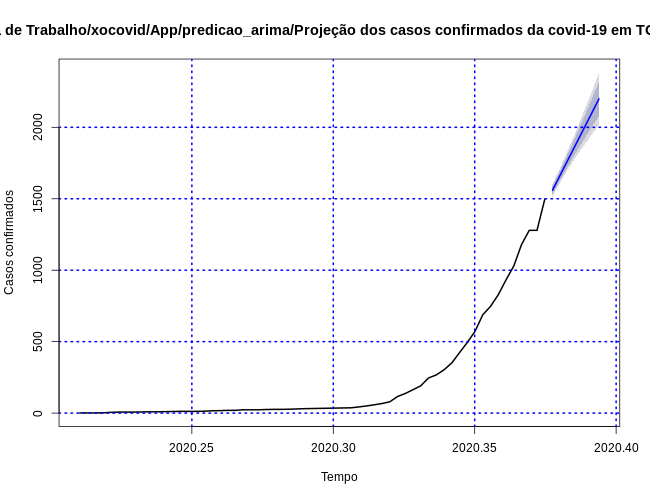 de Trabalho/xocovid/App/predicao_arima/Projeção dos casos confirmados da covid-19 em TO
Casos confirmados
2000
1500
1000
500
0
2020.25 2020.30 2020.35 2020.40
Tempo